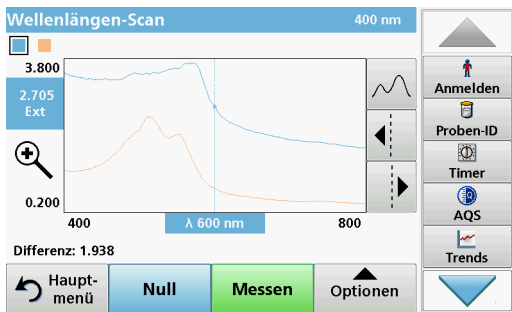 Wellenlängen-Scan
400 nm
3.800
2.705
Ext
0.200
400
λ 600 nm
800
Differenz: 1.938
Haupt-
menü
Null
Messen
Optionen
Anmelden
Proben-ID
Timer
AQS
Trends